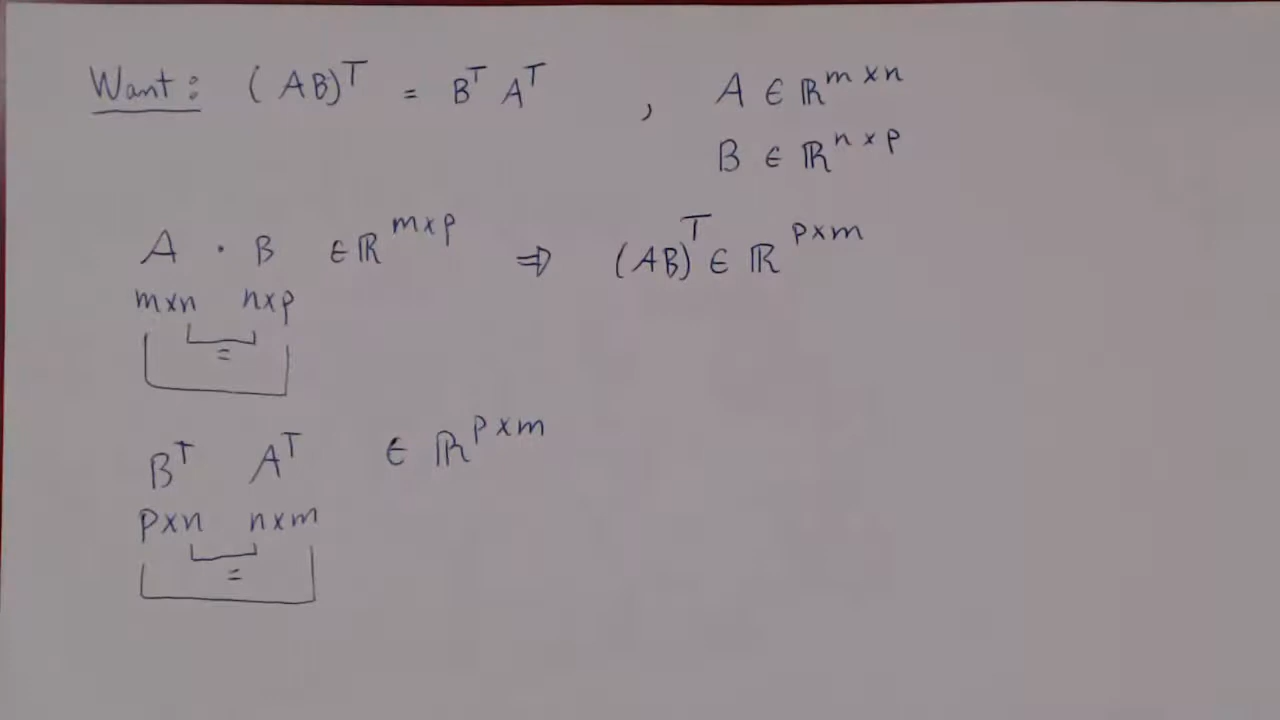 Want: (AB)^T = B^T A^T , A ∈ ℝ^{m×n}
B ∈ ℝ^{n×p}
A · B ∈ ℝ^{m×p} ⇒ (AB)^T ∈ ℝ^{p×m}
m×n n×p
=
B^T A^T ∈ ℝ^{p×m}
p×n n×m
=